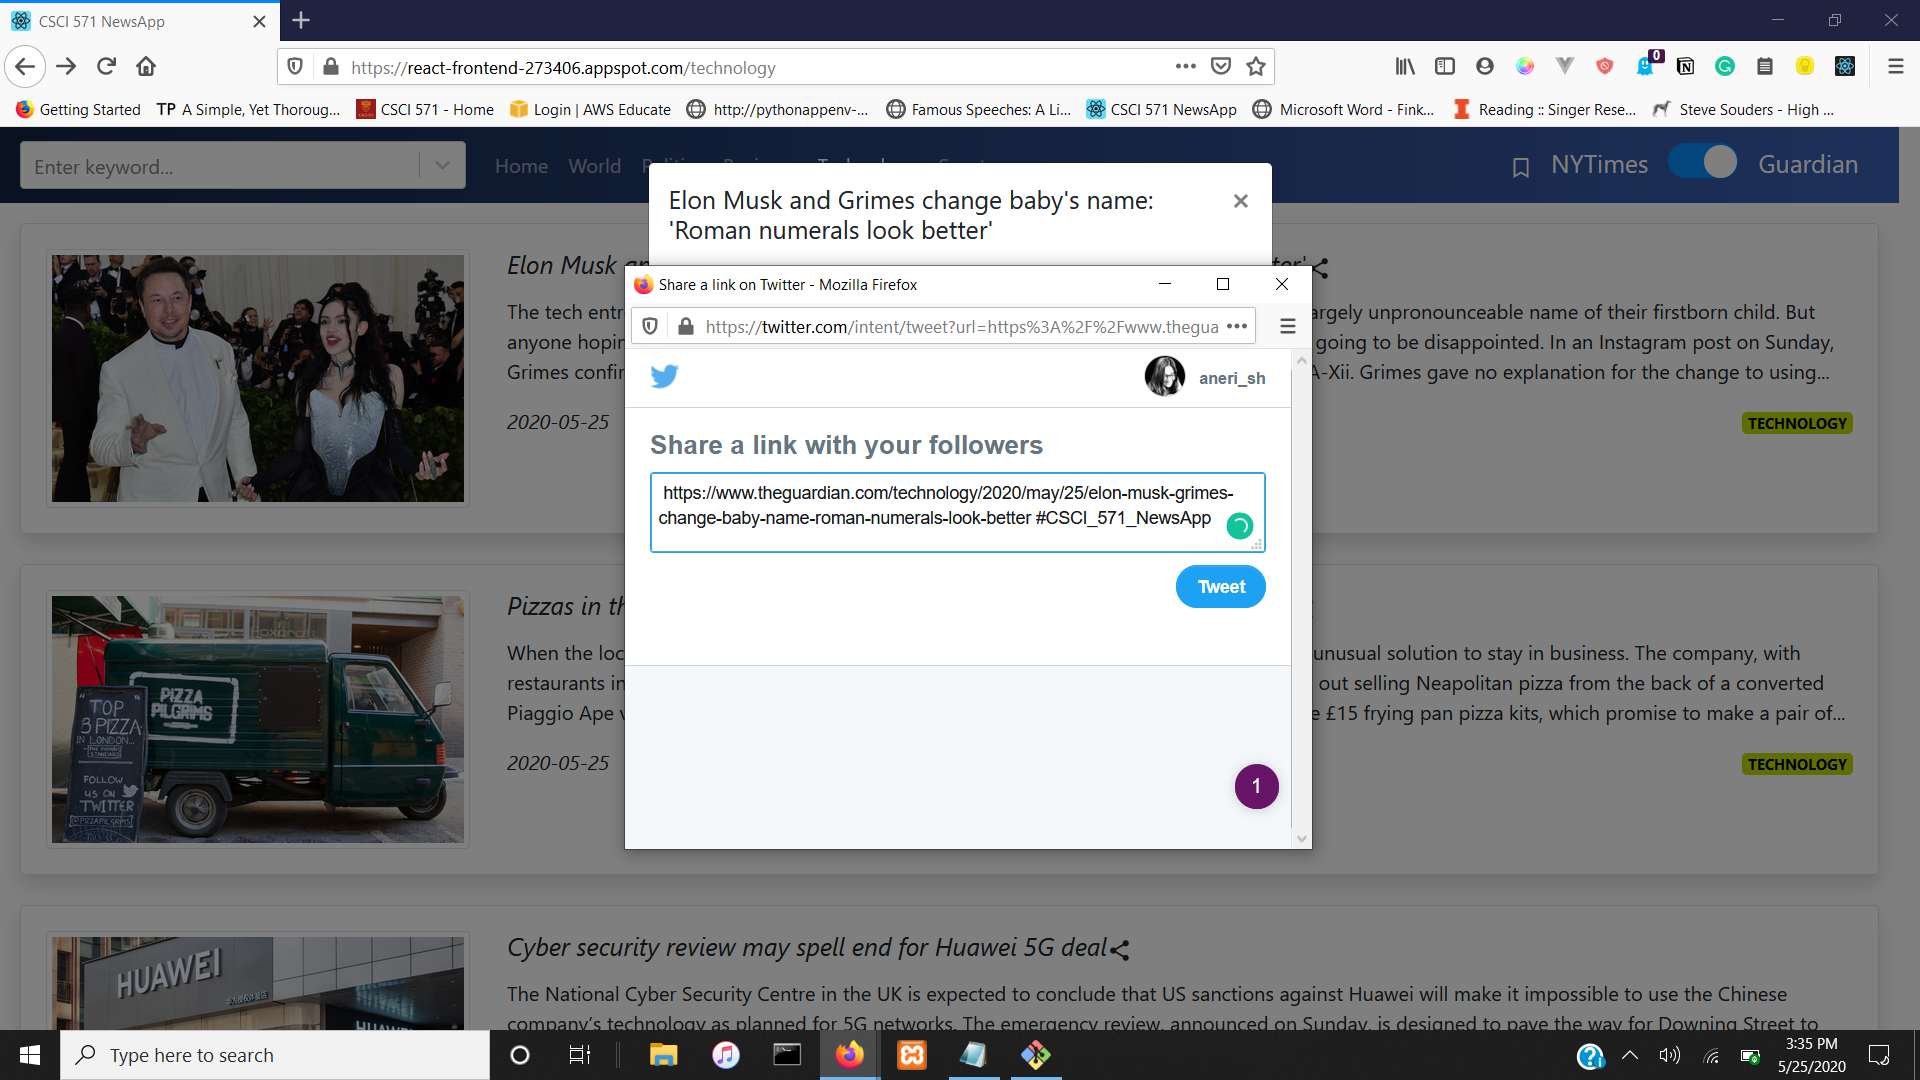 CSCI 571 NewsApp
https://react-frontend-273406.appspot.com/technology
0
Getting Started
TP A Simple, Yet Thoroug...
CSCI 571 - Home
Login | AWS Educate
http://pythonappenv-...
Famous Speeches: A Li...
CSCI 571 NewsApp
Microsoft Word - Fink...
Reading :: Singer Rese...
Steve Souders - High ...
Enter keyword...
Home
World
NYTimes
Guardian
Elon Musk and Grimes change baby's name:
'Roman numerals look better'
Share a link on Twitter - Mozilla Firefox
https://twitter.com/intent/tweet?url=https%3A%2F%2Fwww.thegua
aneri_sh
Share a link with your followers
https://www.theguardian.com/technology/2020/may/25/elon-musk-grimes-
change-baby-name-roman-numerals-look-better #CSCI_571_NewsApp
Tweet
1
Elon Musk
The tech entr
argely unpronounceable name of their firstborn child. But
anyone hopin
going to be disappointed. In an Instagram post on Sunday,
Grimes confir
A-Xii. Grimes gave no explanation for the change to using...
2020-05-25
TECHNOLOGY
PIZZA
PILGRIMS
TOP
3 PIZZA
IN LONDON...
FOLLOW
US ON
TWITTER
@PIZZAPILGRIMS
Pizzas in th
When the loc
unusual solution to stay in business. The company, with
restaurants in
out selling Neapolitan pizza from the back of a converted
Piaggio Ape v
e £15 frying pan pizza kits, which promise to make a pair of...
2020-05-25
TECHNOLOGY
HUAWEI
HUAWEI
Cyber security review may spell end for Huawei 5G deal
The National Cyber Security Centre in the UK is expected to conclude that US sanctions against Huawei will make it impossible to use the Chinese
company's technology as planned for 5G networks. The emergency review, announced on Sunday, is designed to pave the way for Downing Street to
Type here to search
3:35 PM
5/25/2020